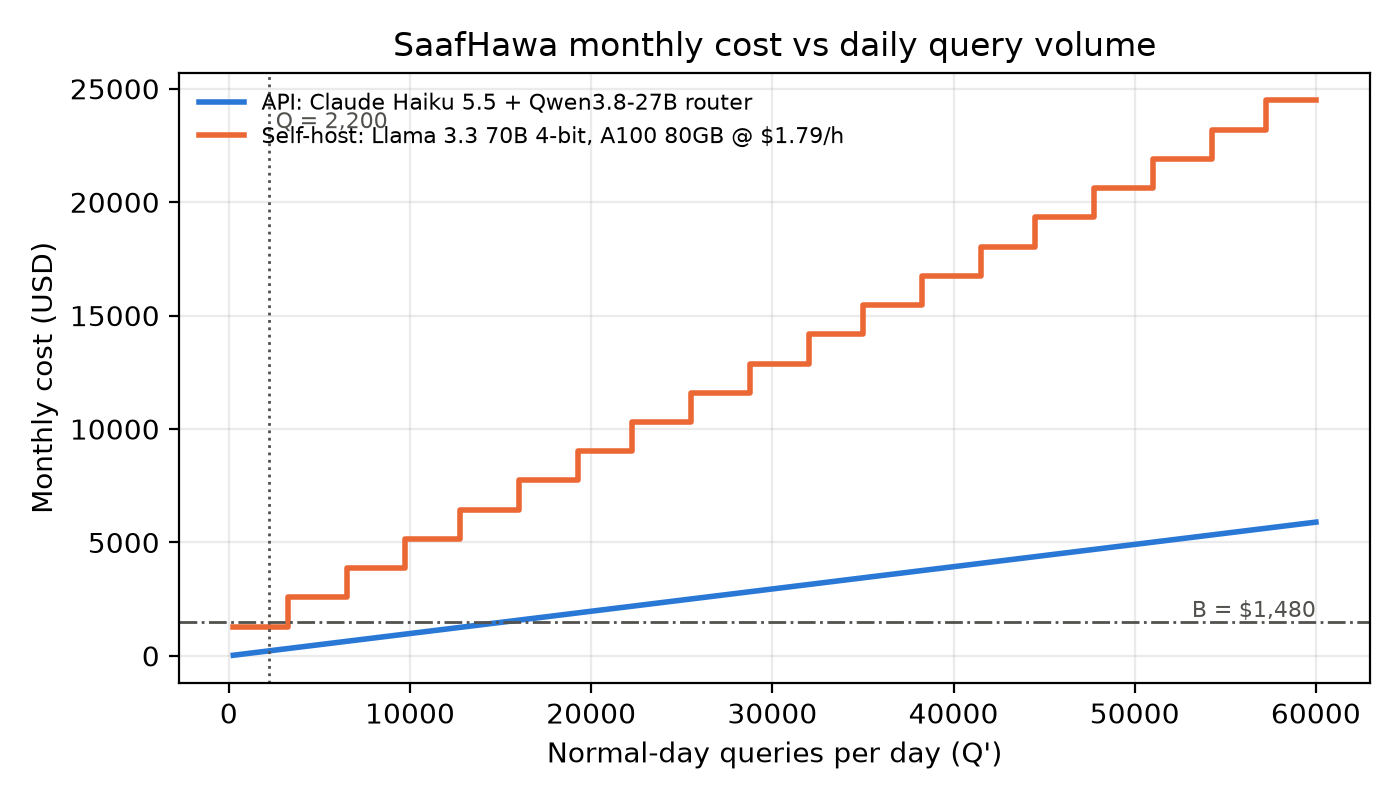 SaafHawa monthly cost vs daily query volume
API: Claude Haiku 5.5 + Qwen3.8-27B router
Q = 2,200
Self-host: Llama 3.3 70B 4-bit, A100 80GB @ $1.79/h
Monthly cost (USD)
25000
20000
15000
10000
5000
0
B = $1,480
0 10000 20000 30000 40000 50000 60000
Normal-day queries per day (Q')